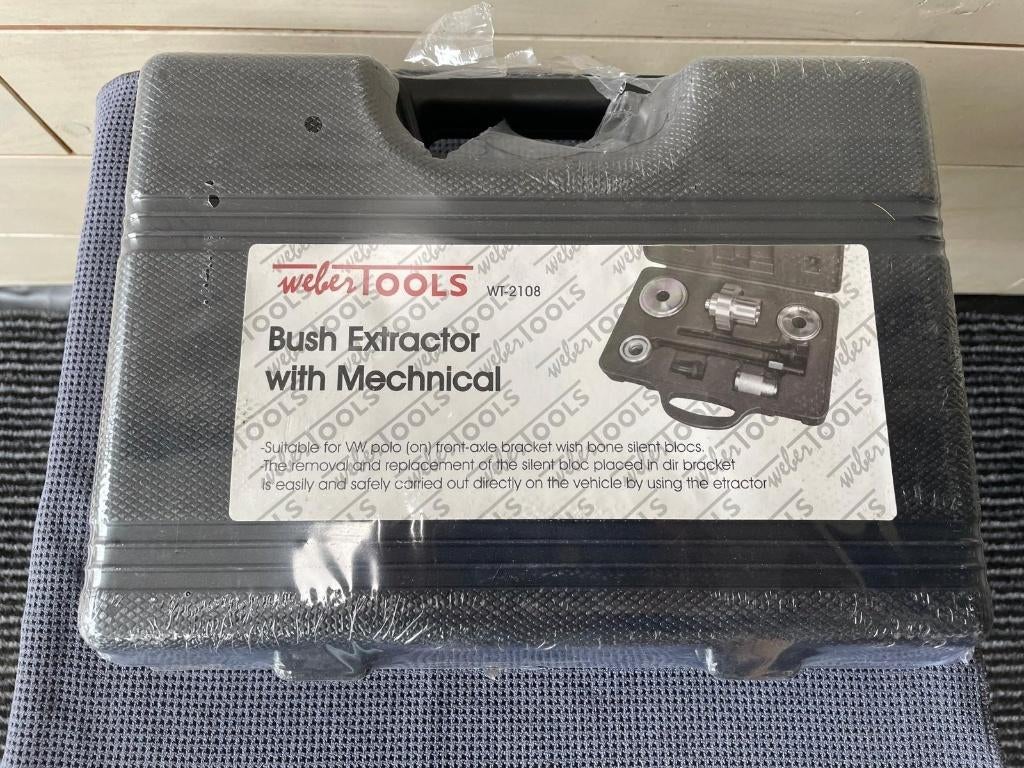 weber TOOLS WT-2108
Bush Extractor
with Mechnical
-Suitable for VW polo (on) front-axle bracket wish bone silent blocs.
-The removal and replacement of the silent bloc placed in dir bracket
Is easily and safely carried out directly on the vehicle by using the etractor